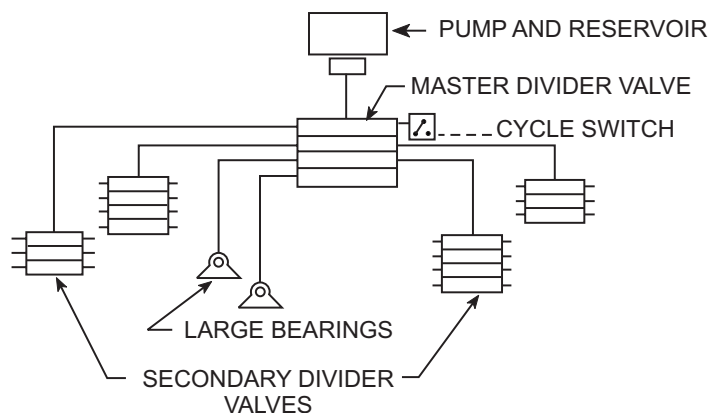 PUMP AND RESERVOIR
MASTER DIVIDER VALVE
CYCLE SWITCH
LARGE BEARINGS
SECONDARY DIVIDER
VALVES